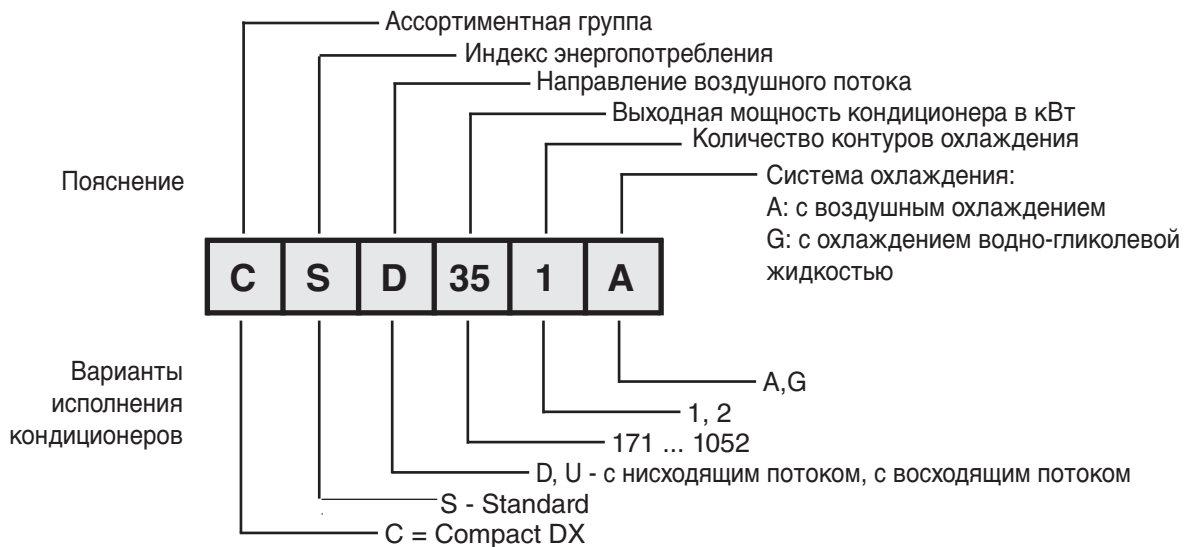 Ассортиментная группа
Индекс энергопотребления
Направление воздушного потока
Выходная мощность кондиционера в кВт
Количество контуров охлаждения
Пояснение
Система охлаждения:
A: с воздушным охлаждением
G: с охлаждением водно-гликолевой
жидкостью
C S D 35 1 A
Варианты
исполнения
кондиционеров
A,G
1, 2
171 ... 1052
D, U - с нисходящим потоком, с восходящим потоком
S - Standard
C = Compact DX